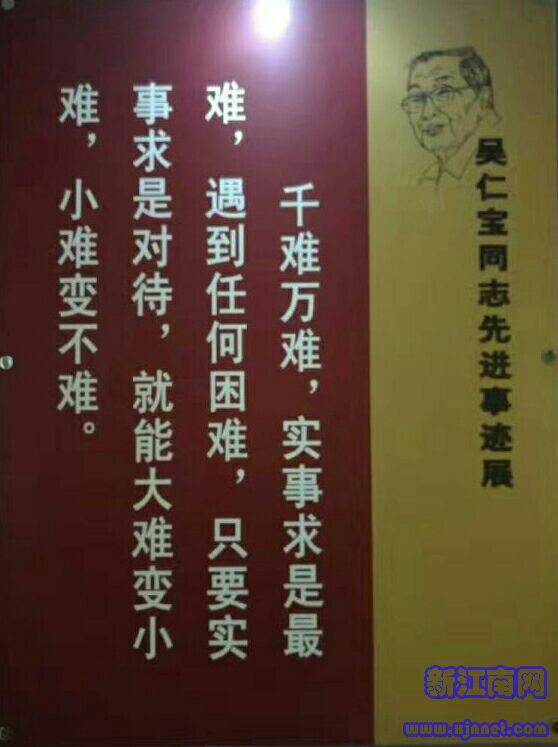 吴仁宝同志先进事迹展
千难万难，实事求是最
难，遇到任何困难，只要实
事求是对待，就能大难变小
难，小难变不难。
新江南网
www.xjnnet.com